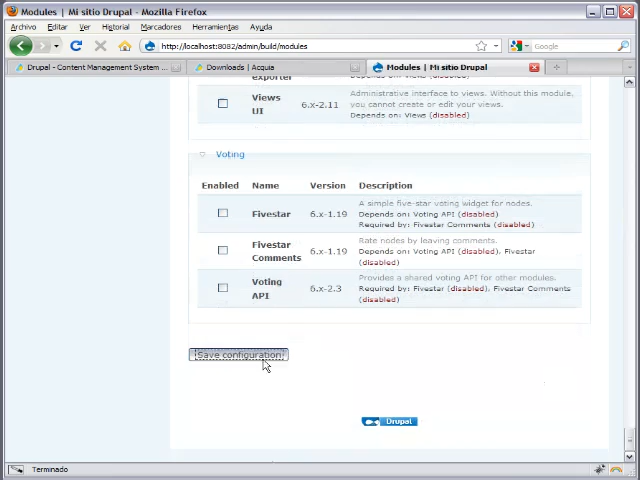 Modules | Mi sitio Drupal - Mozilla Firefox
Archivo Editar Ver Historial Marcadores Herramientas Ayuda
http://localhost:8082/admin/build/modules
Google
Drupal - Content Management System ...
Downloads | Acquia
Modules | Mi sitio Drupal
exporter
Views UI 6.x-2.11 Administrative interface to views. Without this module,
you cannot create or edit your views.
Depends on: Views (disabled)
Voting
Enabled Name Version Description
Fivestar 6.x-1.19 A simple five-star voting widget for nodes.
Depends on: Voting API (disabled)
Required by: Fivestar Comments (disabled)
Fivestar Comments 6.x-1.19 Rate nodes by leaving comments.
Depends on: Voting API (disabled), Fivestar
(disabled)
Voting API 6.x-2.3 Provides a shared voting API for other modules.
Required by: Fivestar (disabled), Fivestar Comments
(disabled)
Save configuration
Drupal
Terminado